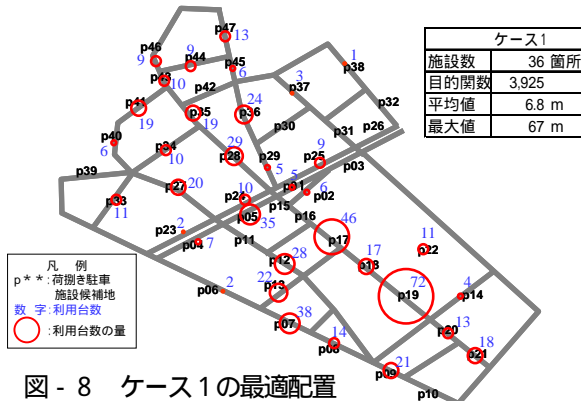 ケース1
施設数 36 箇所
目的関数 3,925
平均値 6.8 m
最大値 67 m
p47
13
p46
9
9
p44
p45
6
p43
10
p42
3
p37
1
p38
p41
19
p35
19
24
p36
p32
p40
6
p34
10
29
p28
p30
p31
p26
p29
5
9
p25
p03
p39
p33
11
p27
20
10
p24
5
p01
6
p02
p15
p05
35
p16
46
p17
2
p23
p04
7
p11
11
p22
p12
28
17
p18
22
p13
72
p19
4
p14
p06
2
38
p07
14
p08
p20
13
18
p21
21
p09
p10
凡 例
p**:荷捌き駐車
施設候補地
数 字:利用台数
:利用台数の量
図 - 8 ケース1の最適配置